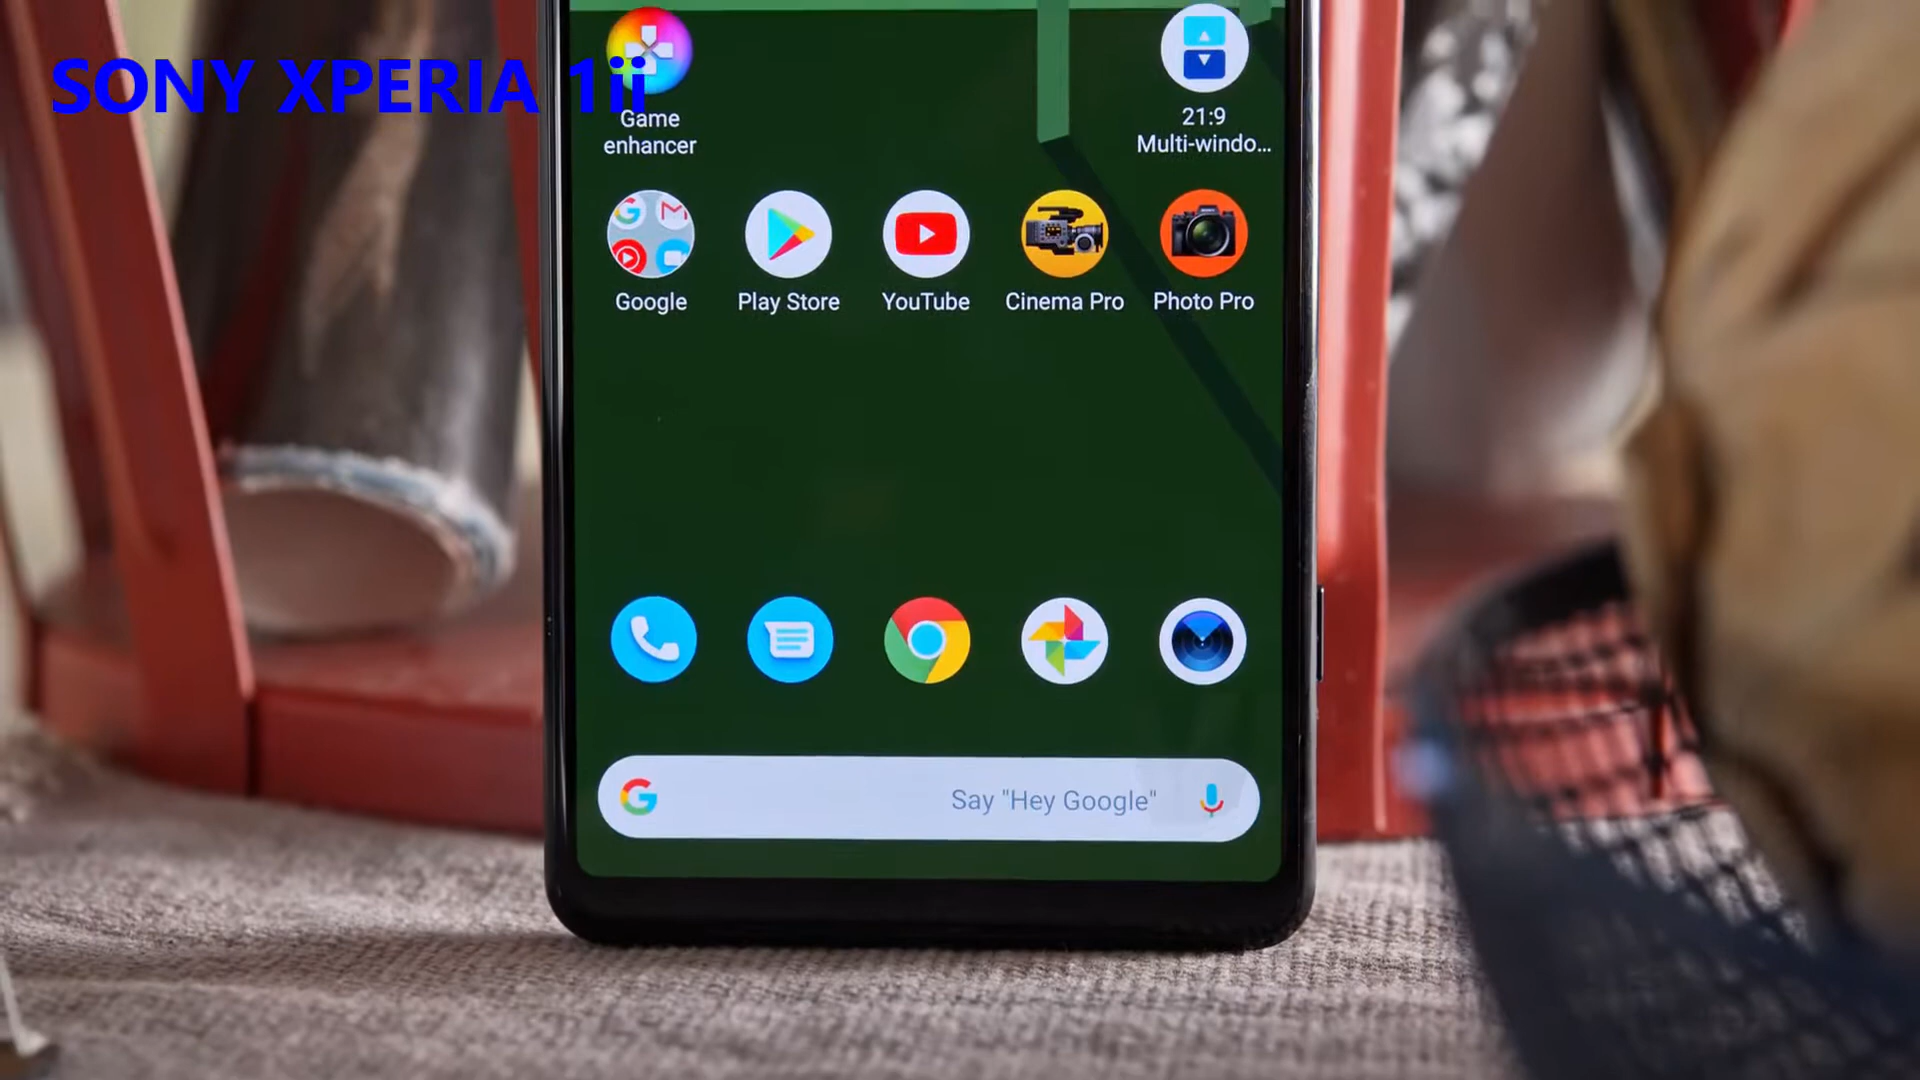 SONY XPERIA 1ii
Game
enhancer
21:9
Multi-windo...
Google
Play Store
YouTube
Cinema Pro
Photo Pro
Say "Hey Google"